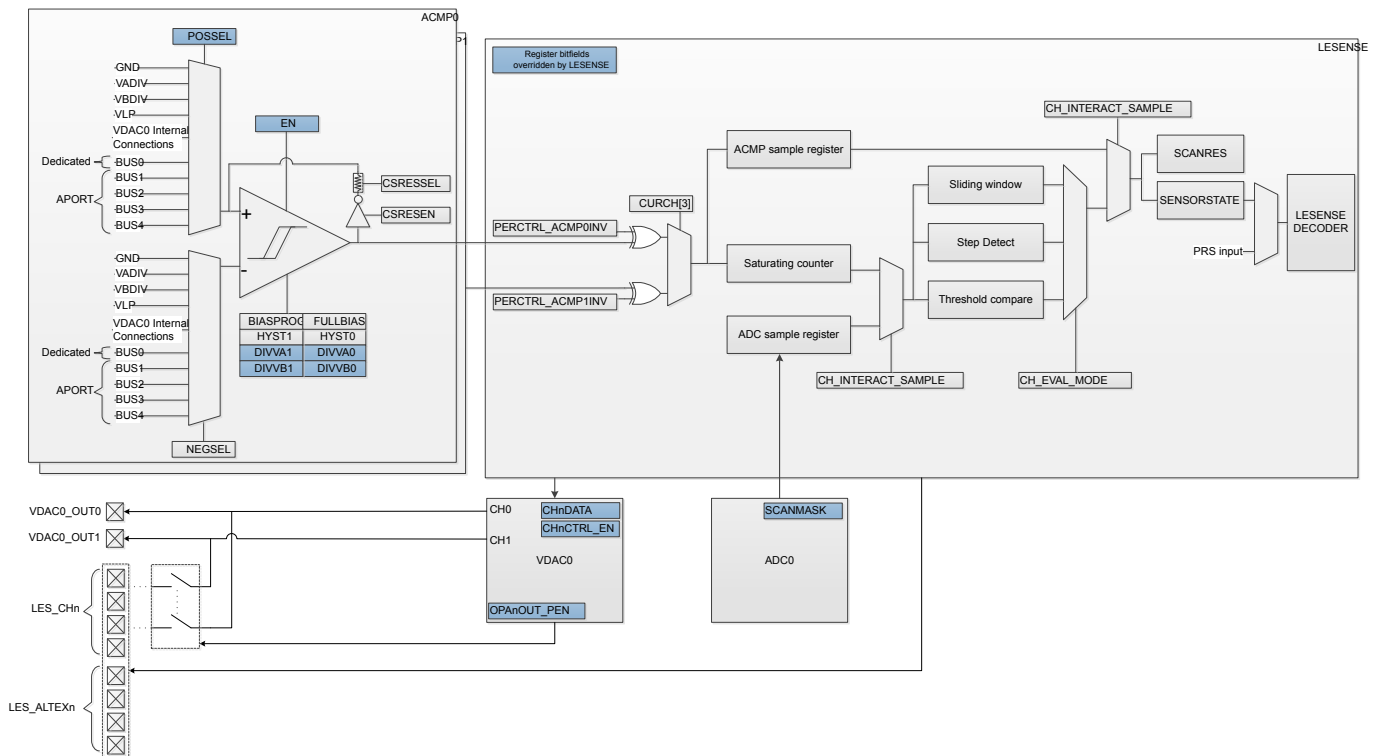 ACMP0
P1
POSSEL
GND
VADIV
VBDIV
VLP
VDAC0 Internal
Connections
Dedicated
BUS0
BUS1
APORT
BUS2
BUS3
BUS4
EN
CSRESSEL
CSRESEN
+
-
GND
VADIV
VBDIV
VLP
VDAC0 Internal
Connections
Dedicated
BUS0
BUS1
APORT
BUS2
BUS3
BUS4
NEGSEL
BIASPROG FULLBIAS
HYST1 HYST0
DIVVA1 DIVVA0
DIVVB1 DIVVB0
LESENSE
Register bitfields
overridden by LESENSE
PERCTRL_ACMP0INV
PERCTRL_ACMP1INV
CURCH[3]
ACMP sample register
Saturating counter
ADC sample register
CH_INTERACT_SAMPLE
Sliding window
Step Detect
Threshold compare
CH_EVAL_MODE
CH_INTERACT_SAMPLE
SCANRES
SENSORSTATE
PRS input
LESENSE
DECODER
VDAC0_OUT0
VDAC0_OUT1
LES_CHn
LES_ALTEXn
CH0
CHnDATA
CHnCTRL_EN
CH1
VDAC0
OPAnOUT_PEN
SCANMASK
ADC0